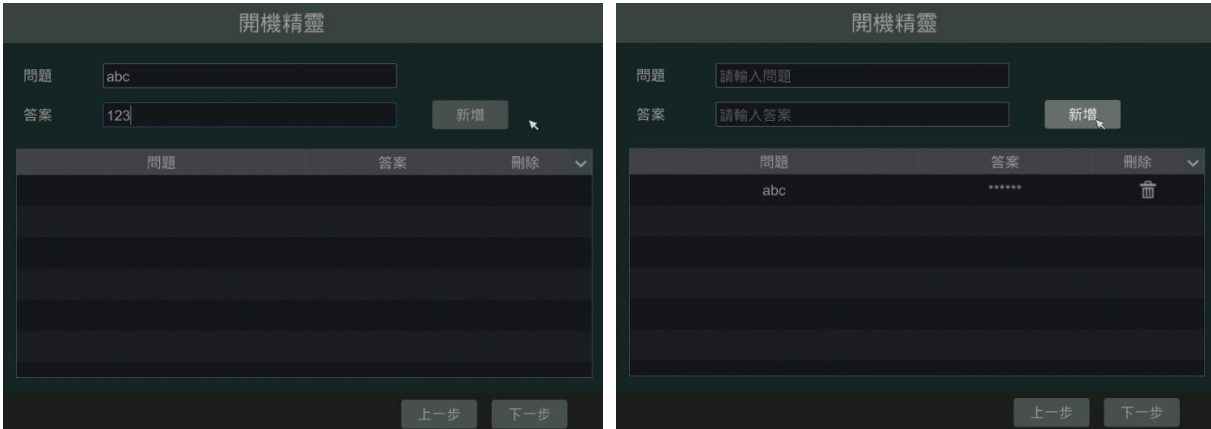 開機精靈
問題 abc
答案 123 新增
問題 答案 刪除
上一步 下一步
開機精靈
問題 請輸入問題
答案 請輸入答案 新增
問題 答案 刪除
abc ******
上一步 下一步